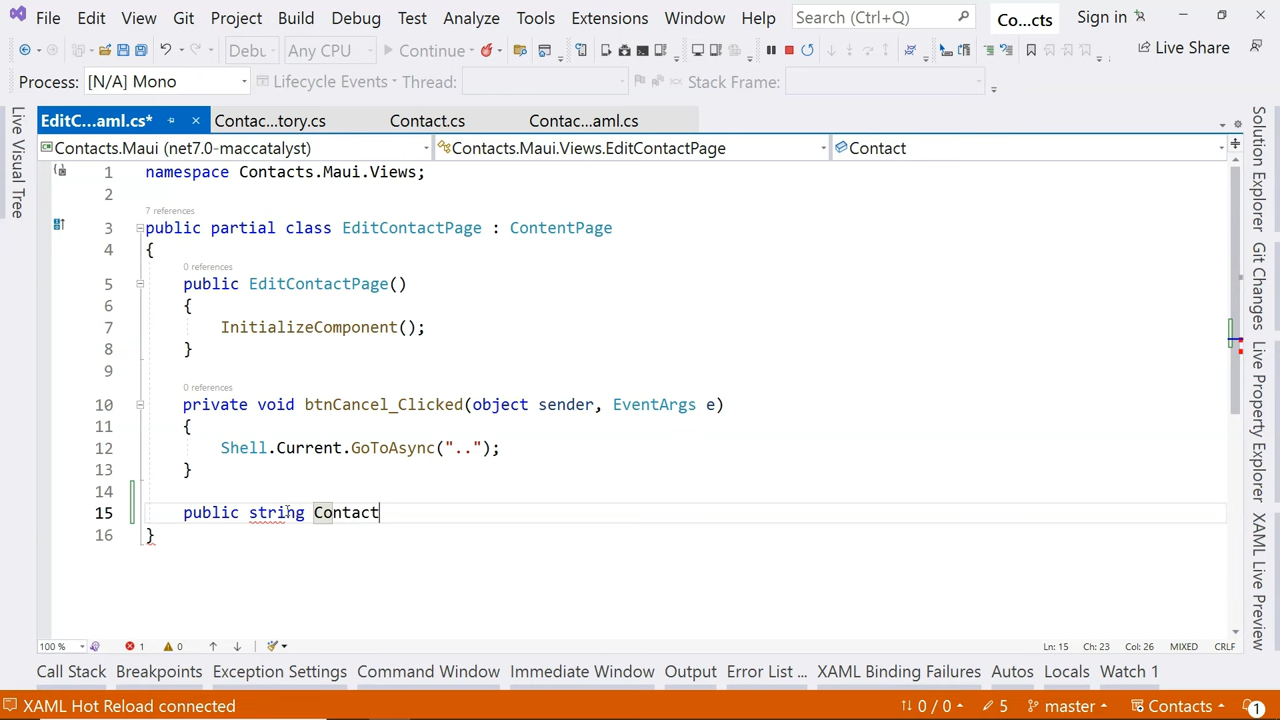 File Edit View Git Project Build Debug Test Analyze Tools Extensions Window Help Search (Ctrl+Q) Co...cts Sign in
Debu Any CPU Continue Live Share
Process: [N/A] Mono Lifecycle Events Thread: Stack Frame:
EditC...aml.cs* Contac...tory.cs Contact.cs Contac...aml.cs
Contacts.Maui (net7.0-maccatalyst) Contacts.Maui.Views.EditContactPage Contact
Live Visual Tree
1 namespace Contacts.Maui.Views;
2
7 references
3 public partial class EditContactPage : ContentPage
4 {
0 references
5 public EditContactPage()
6 {
7 InitializeComponent();
8 }
9
0 references
10 private void btnCancel_Clicked(object sender, EventArgs e)
11 {
12 Shell.Current.GoToAsync("..");
13 }
14
15 public string Contact
16 }
Solution Explorer
Git Changes
Live Property Explorer
XAML Live Preview
100 % 1 0 Ln: 15 Ch: 23 Col: 26 MIXED CRLF
Call Stack Breakpoints Exception Settings Command Window Immediate Window Output Error List ... XAML Binding Failures Autos Locals Watch 1
XAML Hot Reload connected 0 / 0 5 master Contacts 1